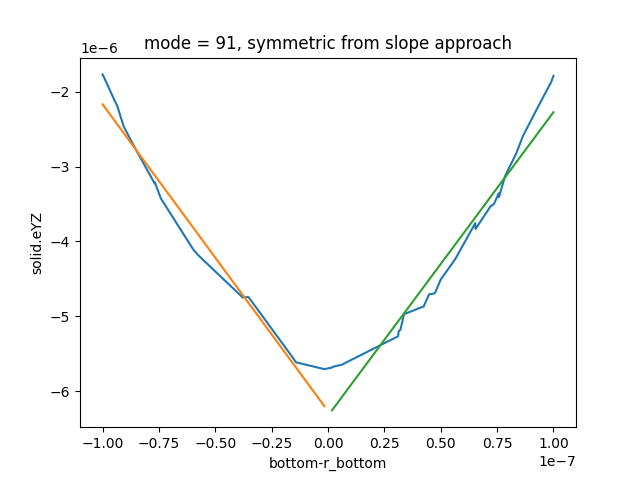 mode = 91, symmetric from slope approach
1e−6
−2
−3
−4
−5
−6
solid.eYZ
−1.00 −0.75 −0.50 −0.25 0.00 0.25 0.50 0.75 1.00
bottom-r_bottom
1e−7